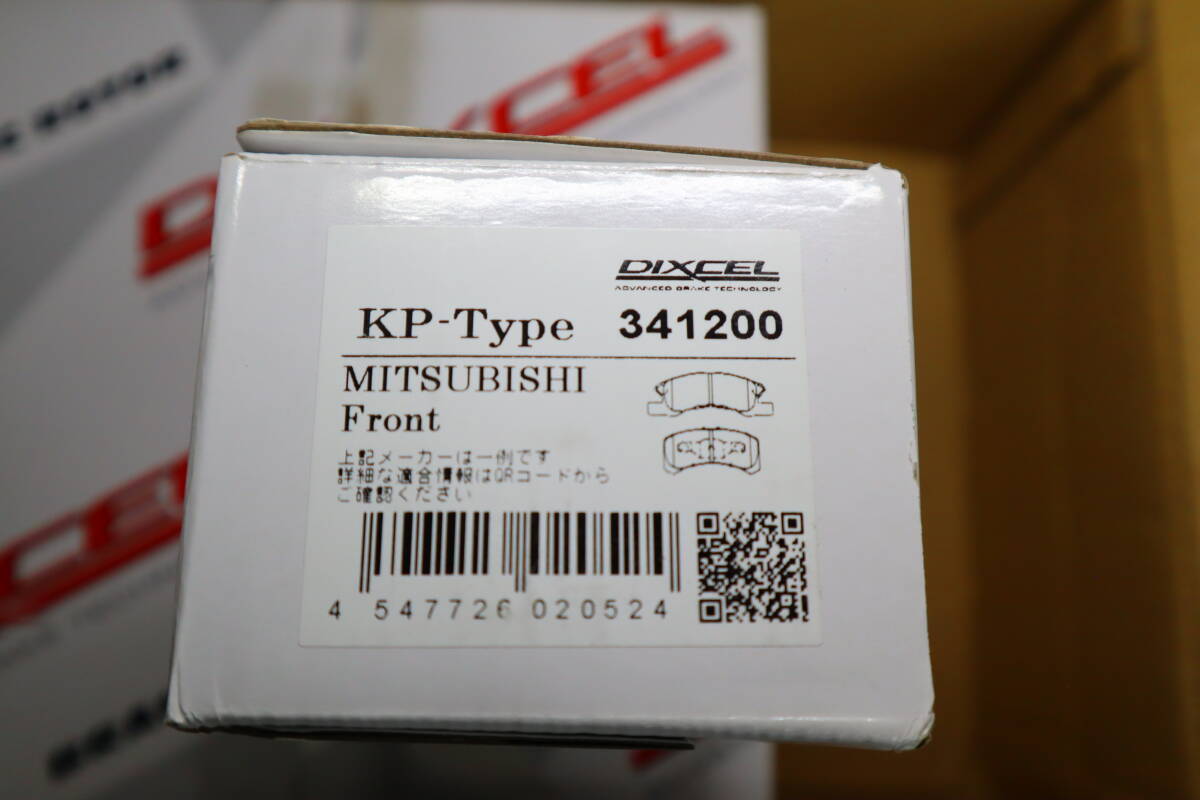 DIXCEL
ADVANCED BRAKE TECHNOLOGY
KP-Type 341200
MITSUBISHI
Front
上記メーカーは一例です
詳細な適合情報はQRコードから
ご確認ください
4 547726 020524
XCEL
CEL